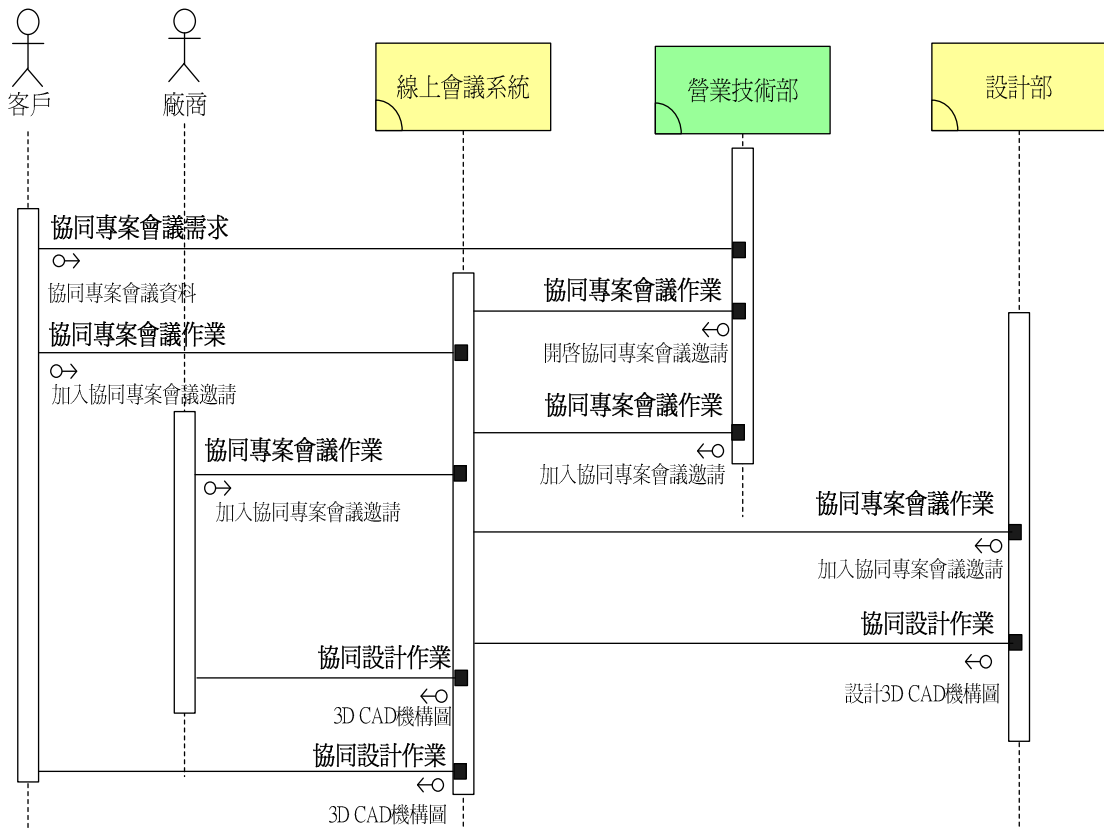 客戶
廠商
線上會議系統
營業技術部
設計部
協同專案會議需求
協同專案會議資料
協同專案會議作業
開啓協同專案會議邀請
協同專案會議作業
加入協同專案會議邀請
協同專案會議作業
加入協同專案會議邀請
協同專案會議作業
加入協同專案會議邀請
協同專案會議作業
加入協同專案會議邀請
協同設計作業
設計3D CAD機構圖
協同設計作業
3D CAD機構圖
協同設計作業
3D CAD機構圖